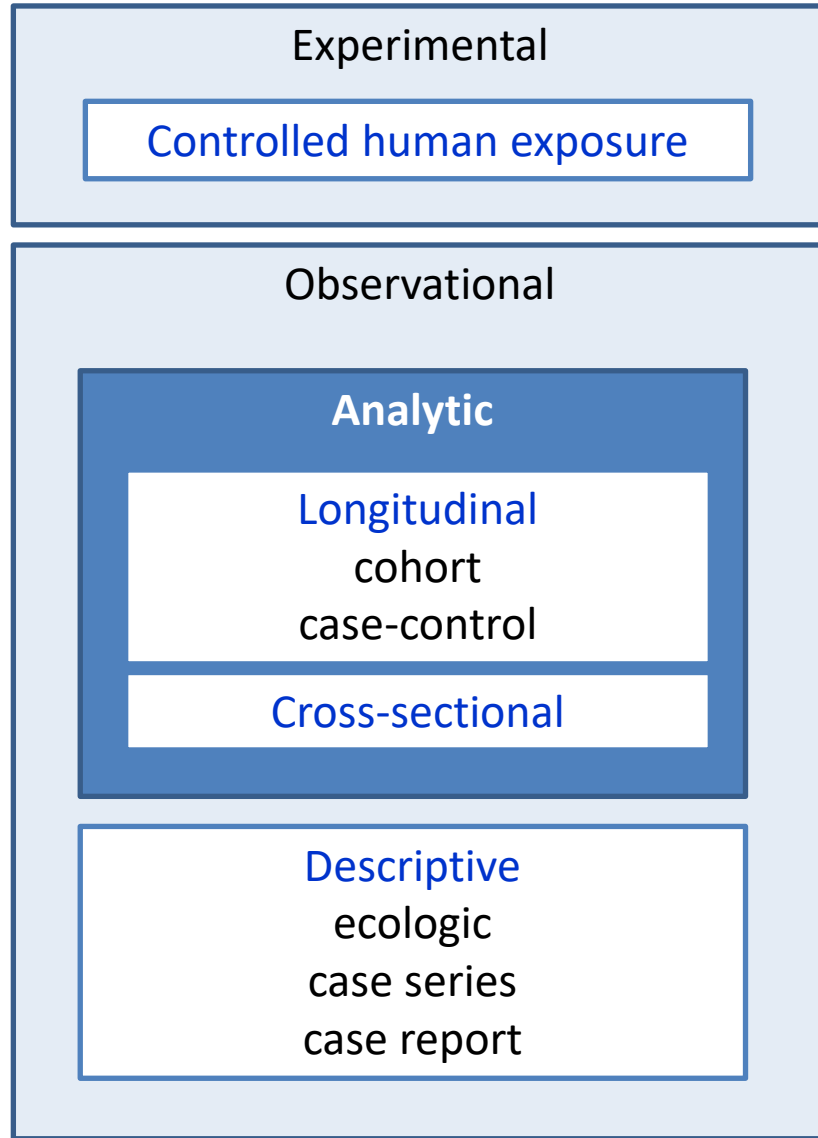 Experimental
Controlled human exposure
Observational
Analytic
Longitudinal
cohort
case-control
Cross-sectional
Descriptive
ecologic
case series
case report